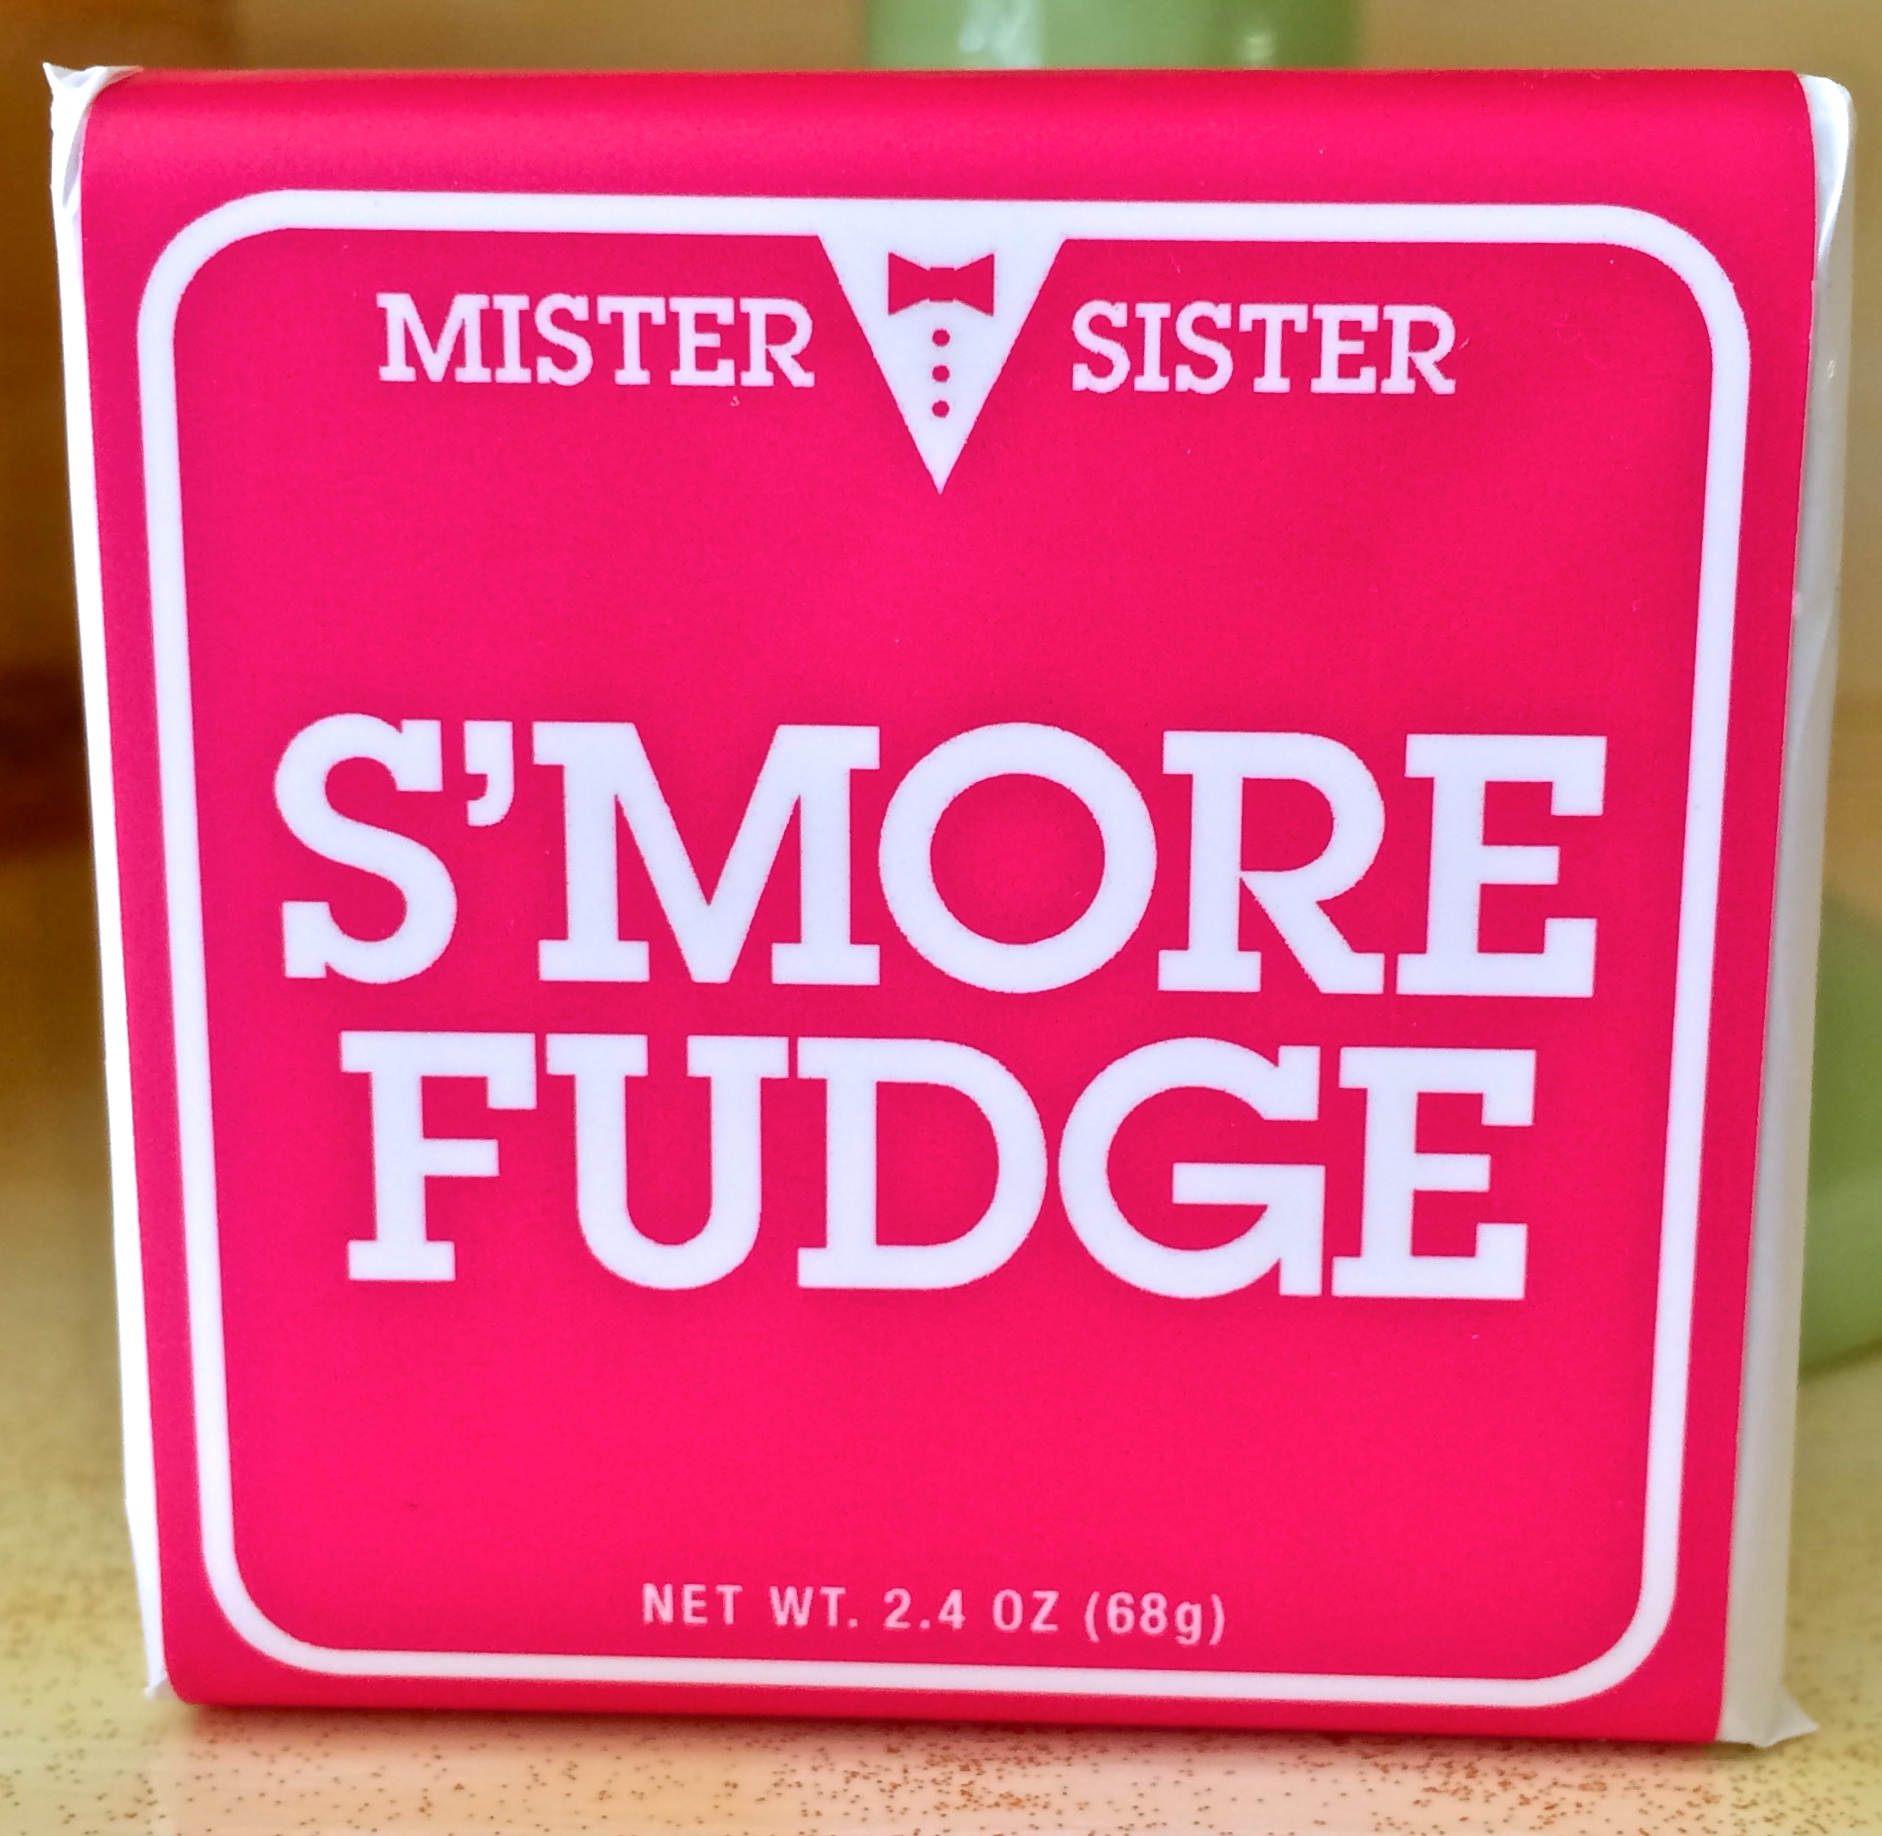 MISTER SISTER
S’MORE
FUDGE
NET WT. 2.4 OZ (68g)